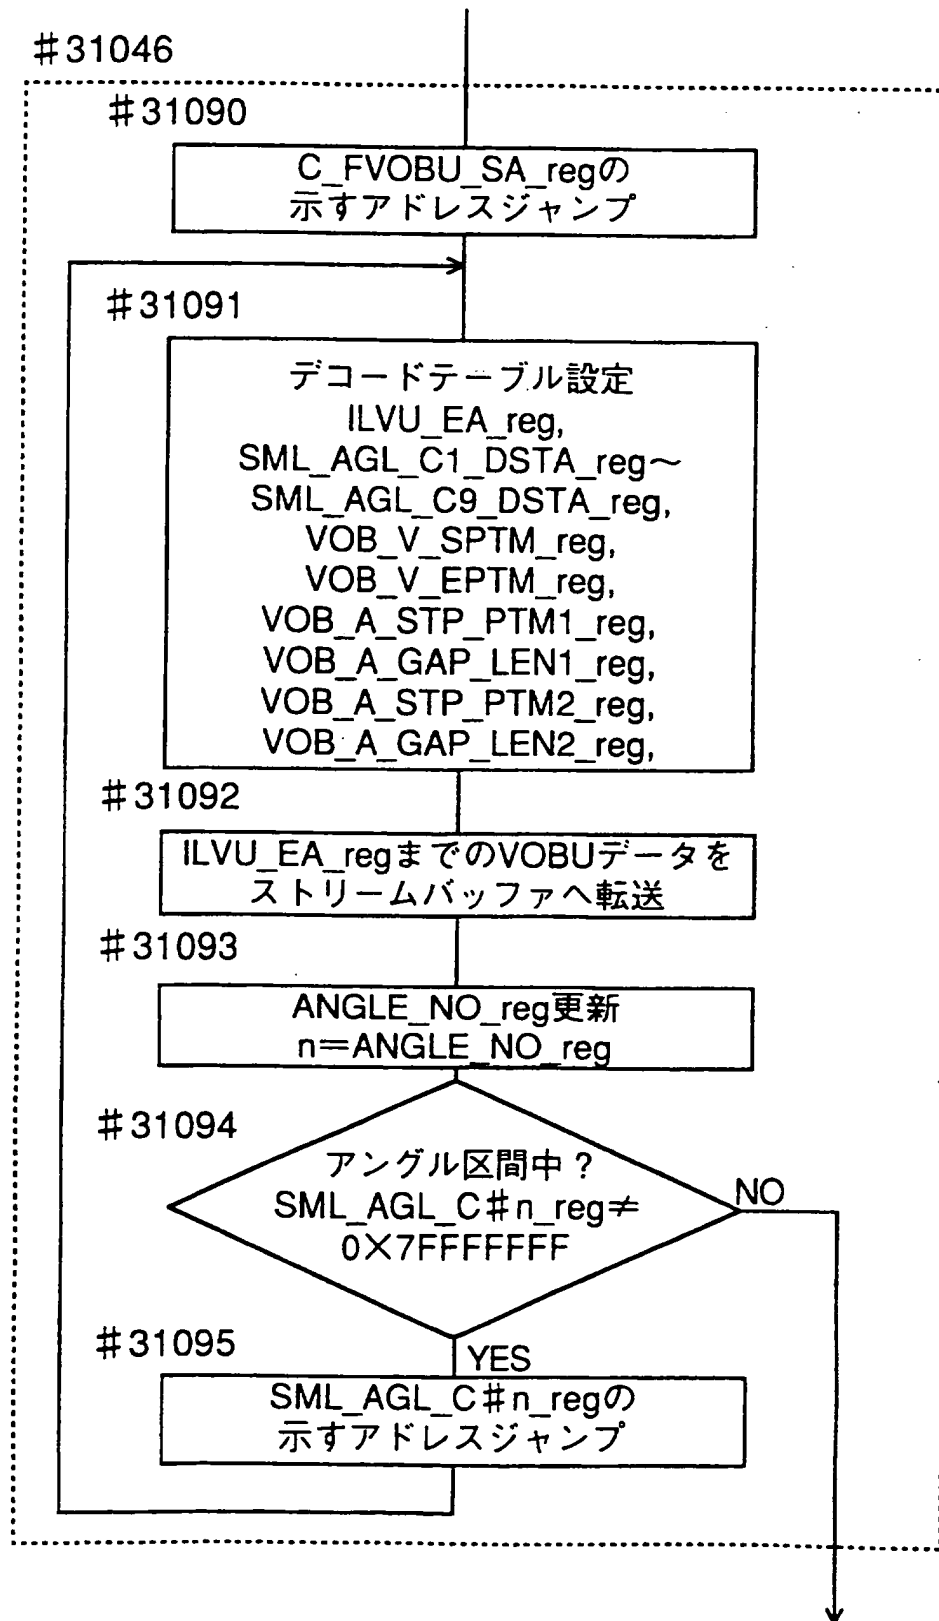 #31046
#31090
C_FVOBU_SA_regの
示すアドレスジャンプ
#31091
デコードテーブル設定
ILVU_EA_reg,
SML_AGL_C1_DSTA_reg～
SML_AGL_C9_DSTA_reg,
VOB_V_SPTM_reg,
VOB_V_EPTM_reg,
VOB_A_STP_PTM1_reg,
VOB_A_GAP_LEN1_reg,
VOB_A_STP_PTM2_reg,
VOB_A_GAP_LEN2_reg,
#31092
ILVU_EA_regまでのVOBUデータを
ストリームバッファへ転送
#31093
ANGLE_NO_reg更新
n=ANGLE_NO_reg
#31094
アングル区間中？
SML_AGL_C#n_reg≠
0×7FFFFFFF
NO
#31095
YES
SML_AGL_C#n_regの
示すアドレスジャンプ